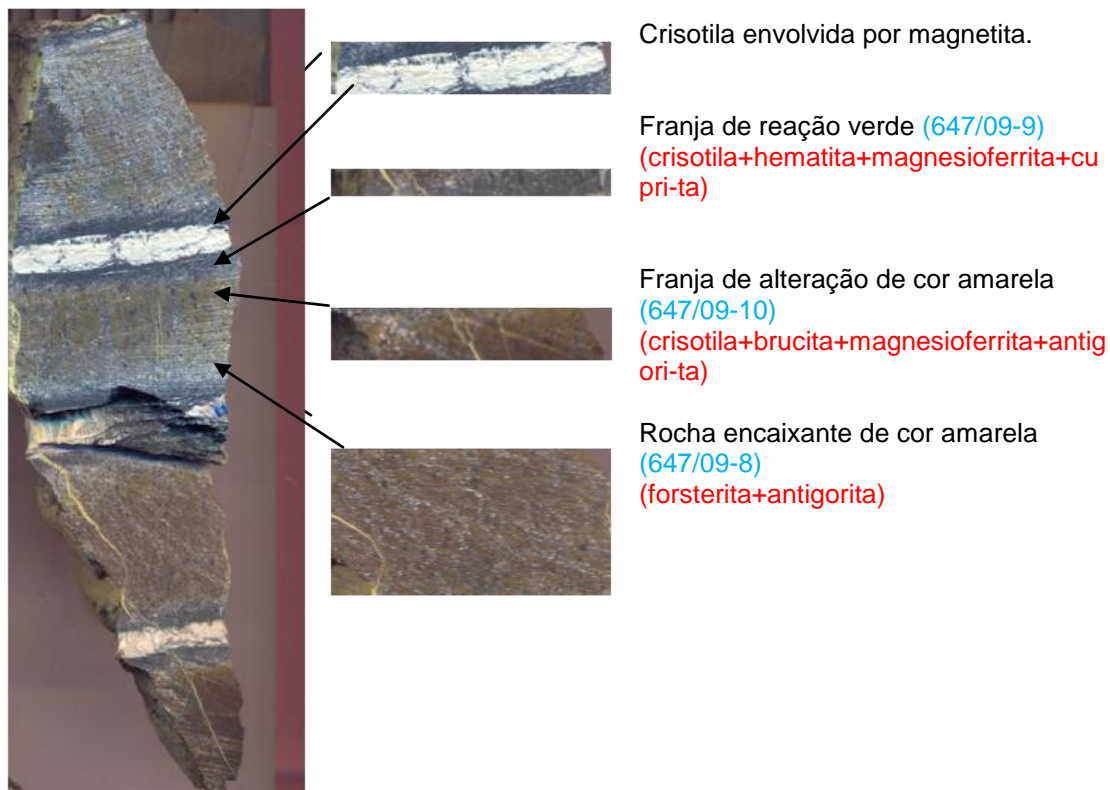 Crisotila envolvida por magnetita.
Franja de reação verde (647/09-9)
(crisotila+hematita+magnesioferrita+cu
pri-ta)
Franja de alteração de cor amarela
(647/09-10)
(crisotila+brucita+magnesioferrita+antig
ori-ta)
Rocha encaixante de cor amarela
(647/09-8)
(forsterita+antigorita)